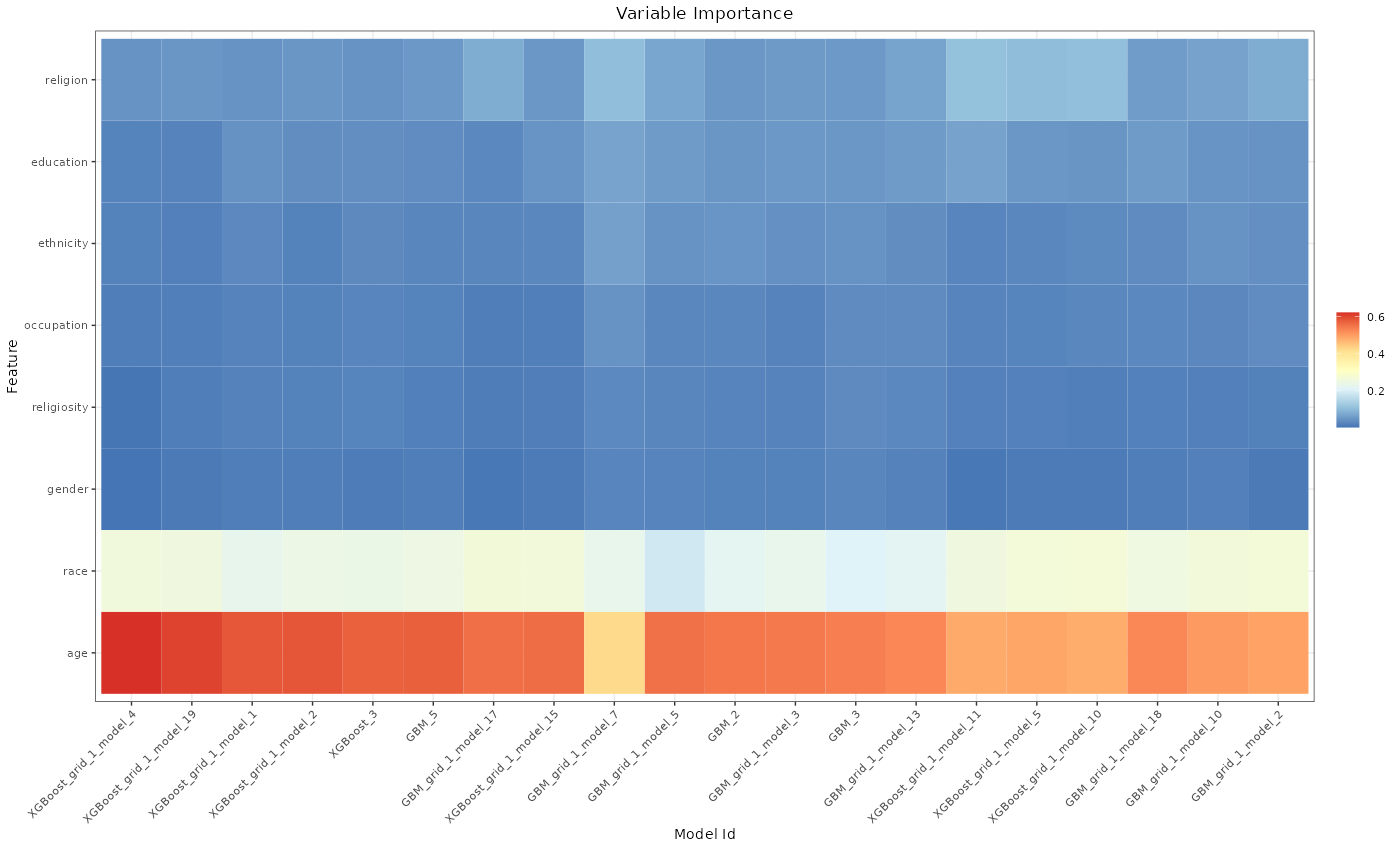 Variable Importance
Feature
religion
education
ethnicity
occupation
religiosity
gender
race
age
XGBoost_grid_1_model_4
XGBoost_grid_1_model_19
XGBoost_grid_1_model_1
XGBoost_grid_1_model_2
XGBoost_3
GBM_5
GBM_grid_1_model_17
XGBoost_grid_1_model_15
GBM_grid_1_model_7
GBM_grid_1_model_5
GBM_2
GBM_grid_1_model_3
GBM_3
GBM_grid_1_model_13
XGBoost_grid_1_model_11
XGBoost_grid_1_model_5
XGBoost_grid_1_model_10
GBM_grid_1_model_18
GBM_grid_1_model_10
GBM_grid_1_model_2
Model Id
0.6
0.4
0.2